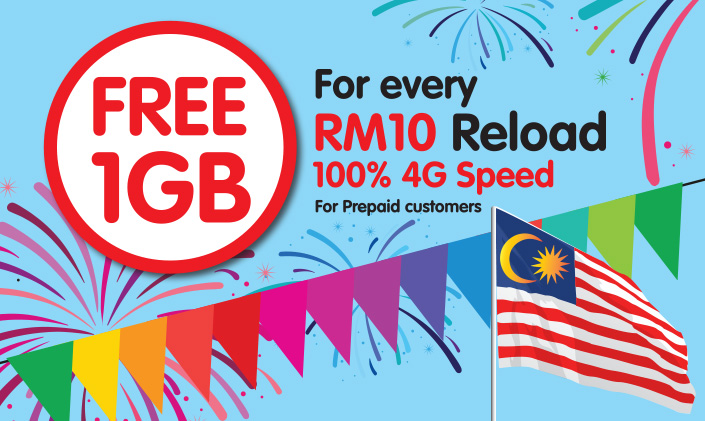 FREE
1GB
For every
RM10 Reload
100% 4G Speed
For Prepaid customers